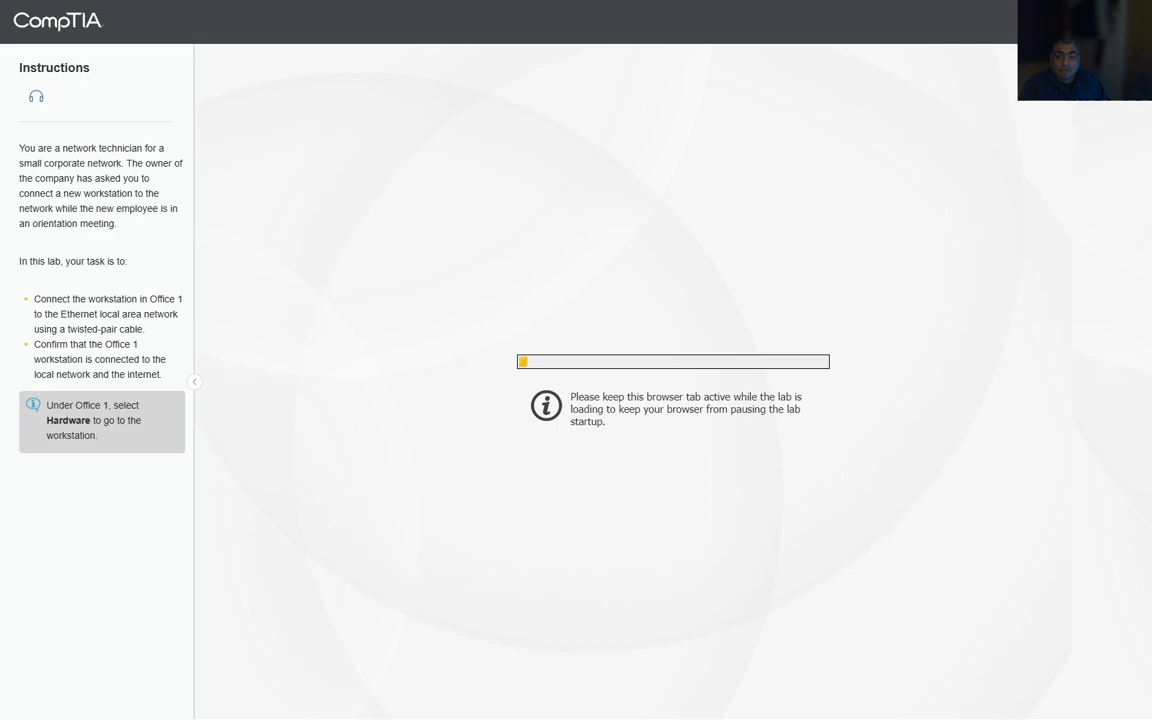 CompTIA.
Instructions
You are a network technician for a
small corporate network. The owner of
the company has asked you to
connect a new workstation to the
network while the new employee is in
an orientation meeting.
In this lab, your task is to:
Connect the workstation in Office 1
to the Ethernet local area network
using a twisted-pair cable.
Confirm that the Office 1
workstation is connected to the
local network and the internet.
Under Office 1, select
Hardware to go to the
workstation.
Please keep this browser tab active while the lab is
loading to keep your browser from pausing the lab
startup.